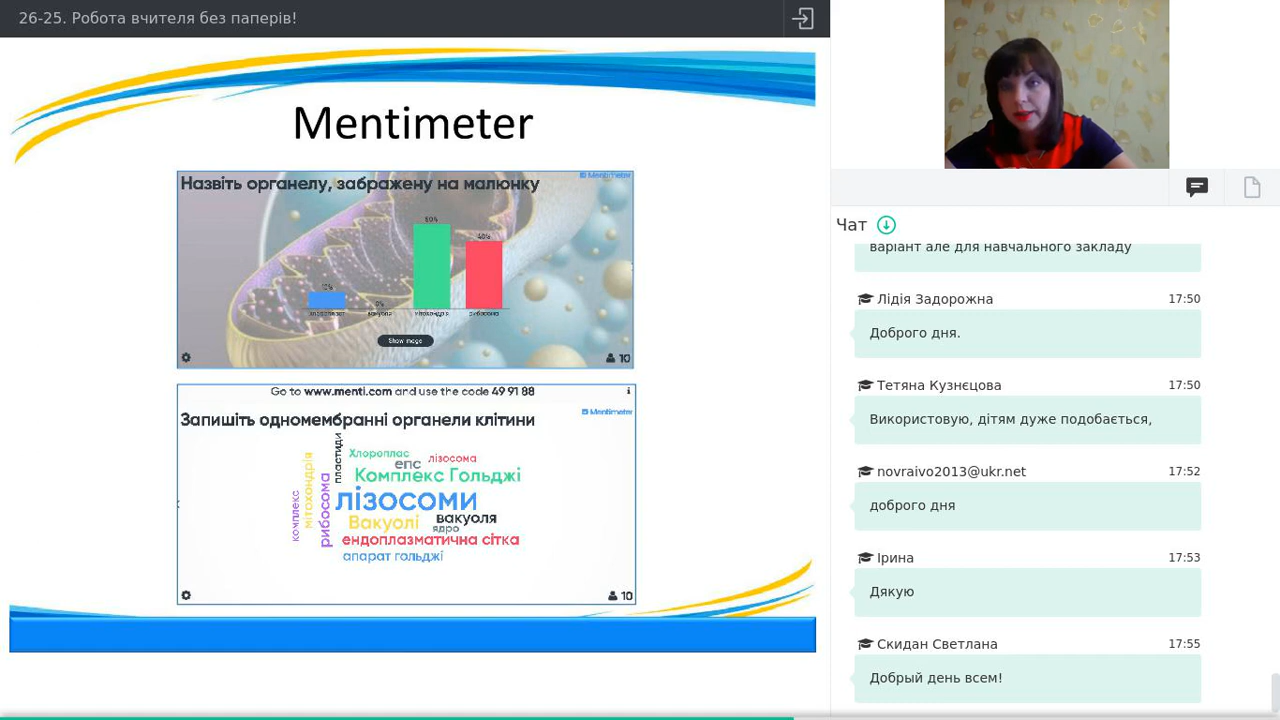 26-25. Робота вчителя без паперів!
Mentimeter
Назвіть органелу, забражену на малюнку
Mentimeter
10%
0%
50%
40%
хлоропласт
вакуоля
мітохондрія
рибосома
Show image
10
Go to www.menti.com and use the code 49 91 88
Запишіть одномембранні органели клітини
Mentimeter
пластиди
Хлороплас
мітохондрія
епс
лізосома
комплекс
рибосома
Комплекс Гольджі
лізосоми
Вакуолі
вакуоля
ядро
ендоплазматична сітка
апарат гольджі
10
Чат
варіант але для навчального закладу
Лідія Задорожна 17:50
Доброго дня.
Тетяна Кузнєцова 17:50
Використовую, дітям дуже подобається,
novraivo2013@ukr.net 17:52
доброго дня
Ірина 17:53
Дякую
Скидан Светлана 17:55
Добрый день всем!